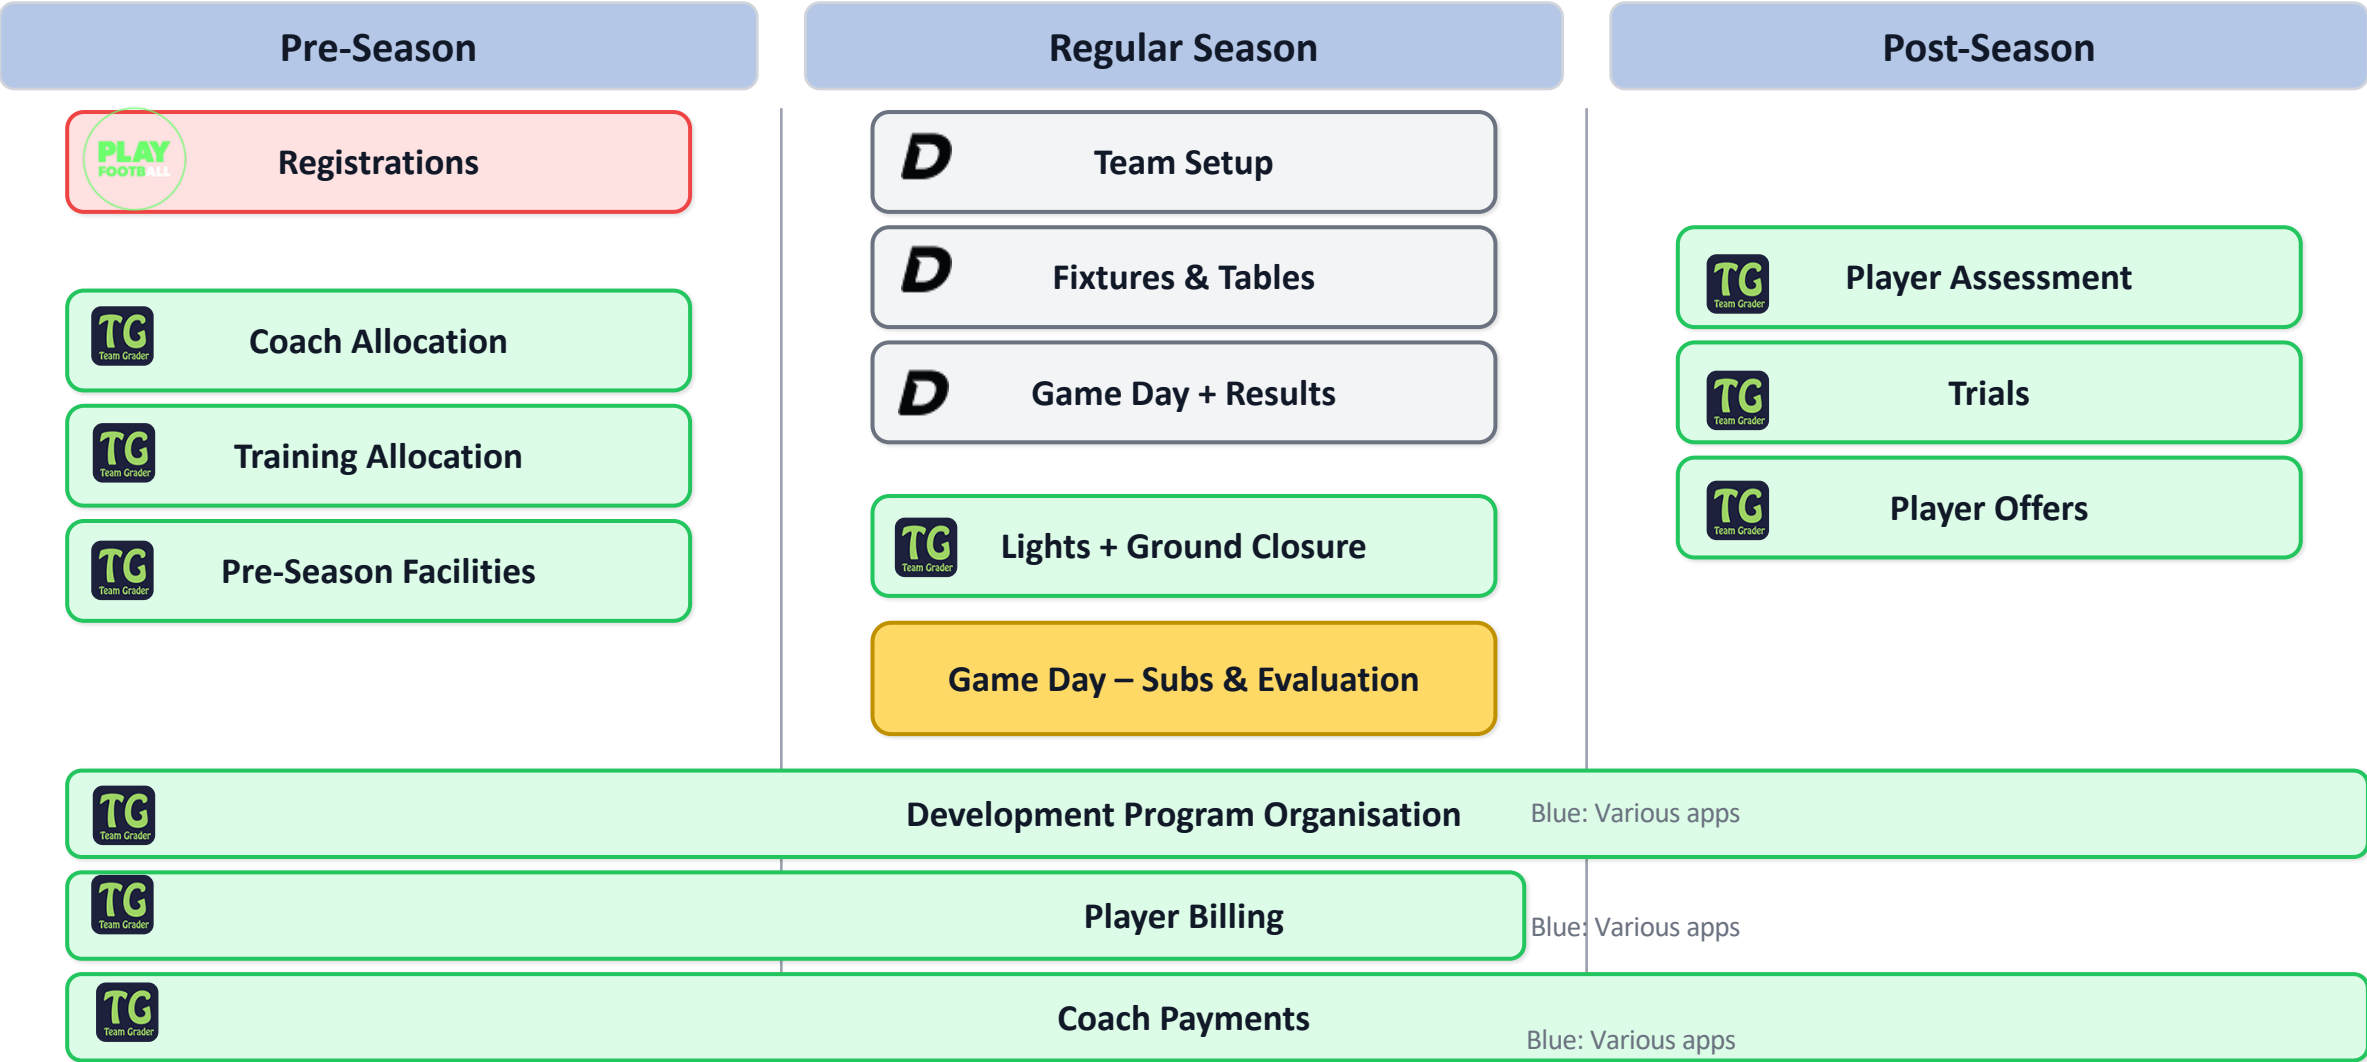 Pre-Season
Regular Season
Post-Season
PLAY
FOOTBALL
Registrations
TG
Team Grader
Coach Allocation
TG
Team Grader
Training Allocation
TG
Team Grader
Pre-Season Facilities
D
Team Setup
D
Fixtures & Tables
D
Game Day + Results
TG
Team Grader
Lights + Ground Closure
Game Day – Subs & Evaluation
TG
Team Grader
Player Assessment
TG
Team Grader
Trials
TG
Team Grader
Player Offers
TG
Team Grader
Development Program Organisation
Blue: Various apps
TG
Team Grader
Player Billing
Blue: Various apps
TG
Team Grader
Coach Payments
Blue: Various apps